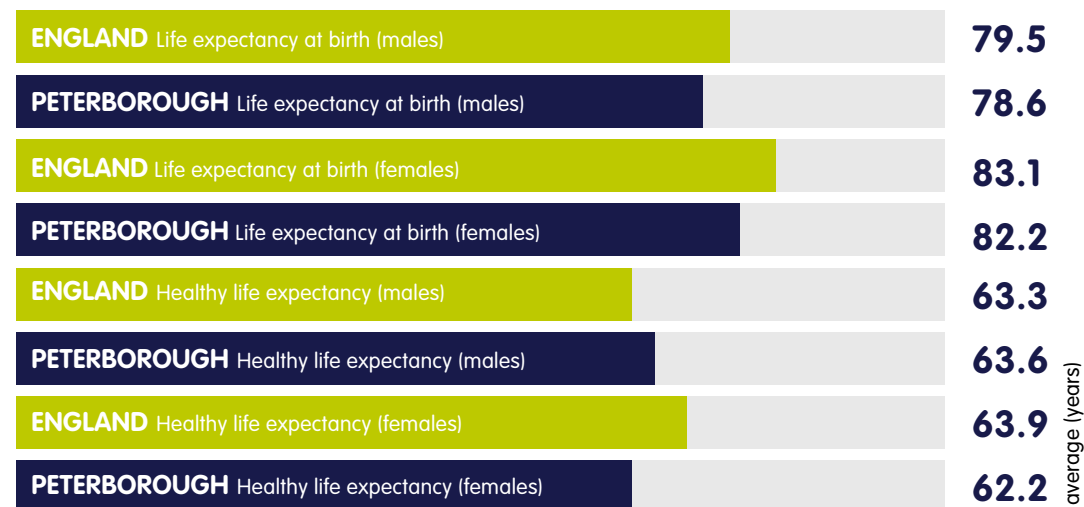 ENGLAND Life expectancy at birth (males) 79.5
PETERBOROUGH Life expectancy at birth (males) 78.6
ENGLAND Life expectancy at birth (females) 83.1
PETERBOROUGH Life expectancy at birth (females) 82.2
ENGLAND Healthy life expectancy (males) 63.3
PETERBOROUGH Healthy life expectancy (males) 63.6
ENGLAND Healthy life expectancy (females) 63.9
PETERBOROUGH Healthy life expectancy (females) 62.2
average (years)